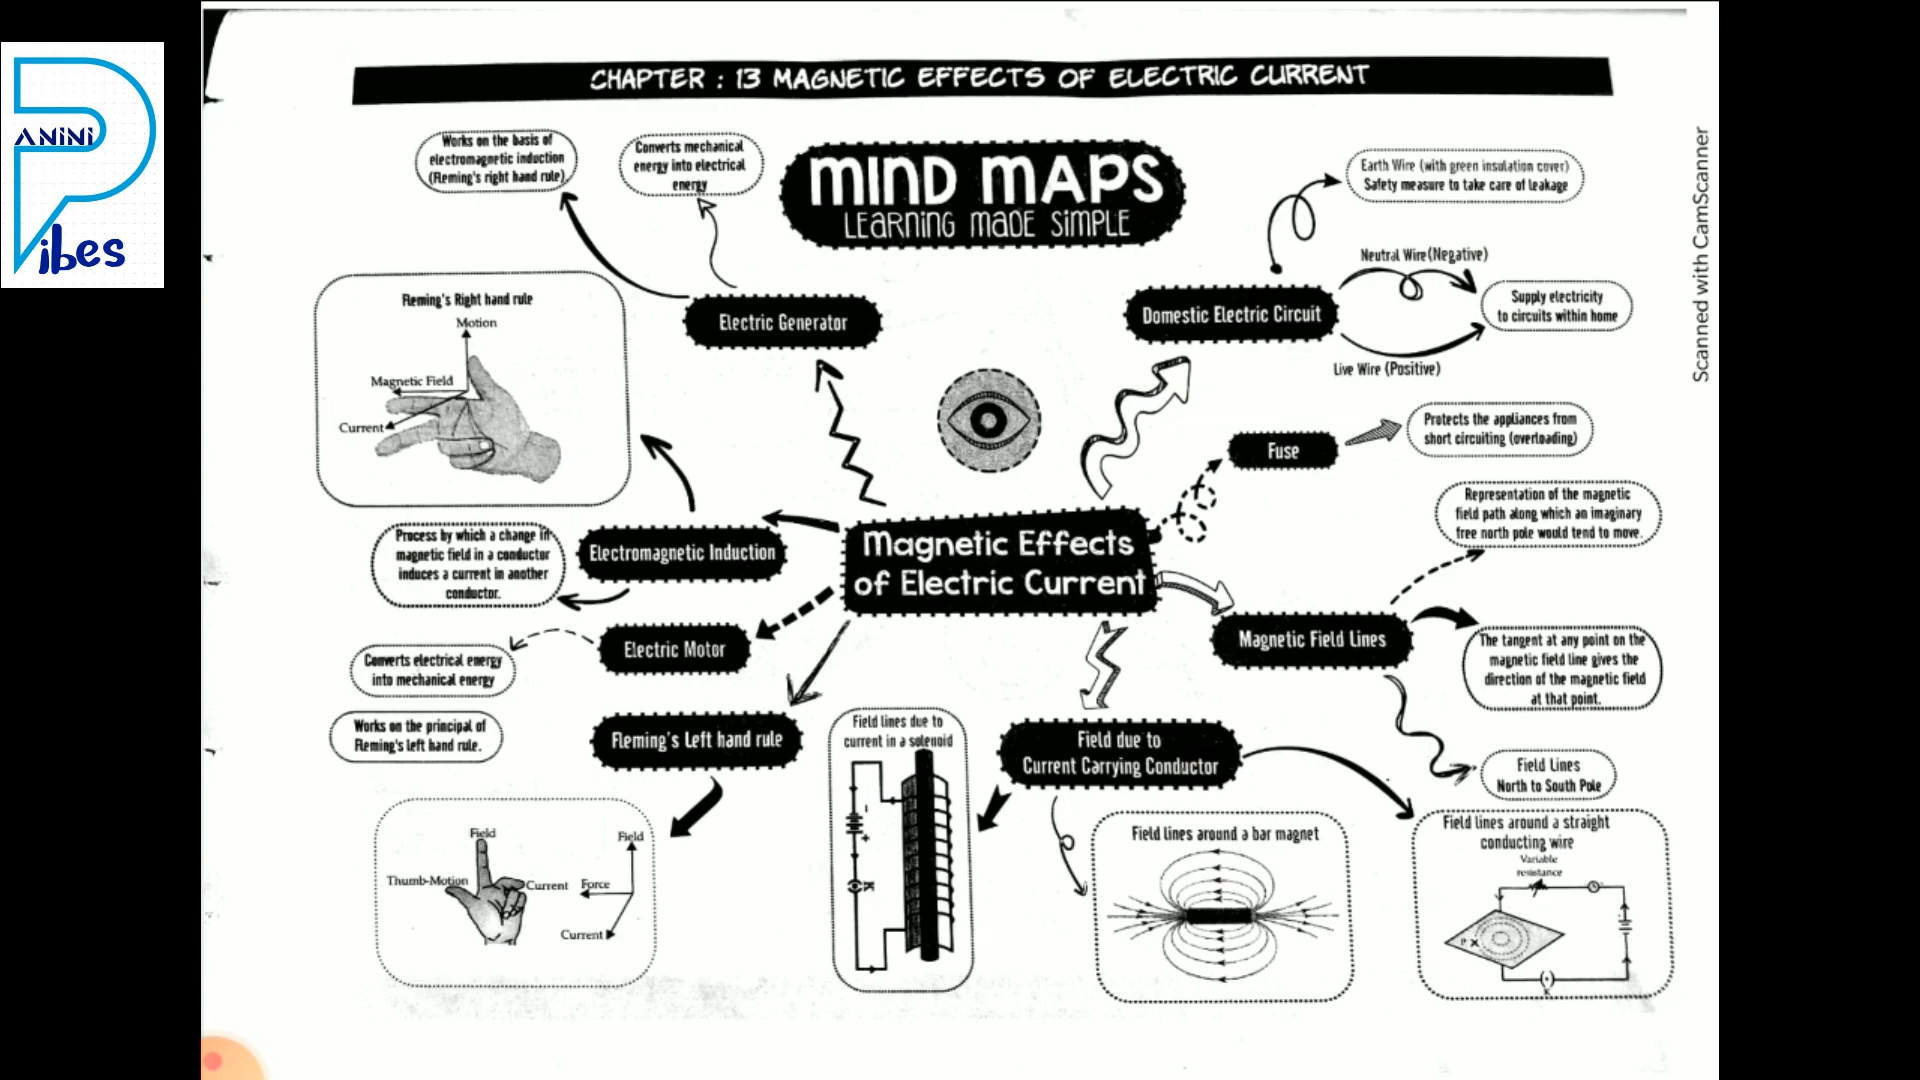 ANINI
ibes
CHAPTER : 13 MAGNETIC EFFECTS OF ELECTRIC CURRENT
MIND MAPS
LEARNING MADE SIMPLE
Works on the basis of
electromagnetic induction
(Fleming's right hand rule)
Converts mechanical
energy into electrical
energy
Earth Wire (with green insulation cover)
Safety measure to take care of leakage
Neutral Wire (Negative)
Supply electricity
to circuits within home
Live Wire (Positive)
Electric Generator
Domestic Electric Circuit
Fleming's Right hand rule
Motion
Magnetic Field
Current
Fuse
Protects the appliances from
short circuiting (overloading)
Representation of the magnetic
field path along which an imaginary
free north pole would tend to move.
Process by which a change in
magnetic field in a conductor
induces a current in another
conductor.
Electromagnetic Induction
Magnetic Effects
of Electric Current
Magnetic Field Lines
The tangent at any point on the
magnetic field line gives the
direction of the magnetic field
at that point.
Electric Motor
Converts electrical energy
into mechanical energy
Works on the principal of
Fleming's left hand rule.
Fleming's Left hand rule
Field lines due to
current in a solenoid
- +
K
Field due to
Current Carrying Conductor
Field Lines
North to South Pole
Field
Thumb-Motion
Current
Field
Force
Current
Field lines around a bar magnet
Field lines around a straight
conducting wire
Variable
resistance
P
K
Scanned with CamScanner